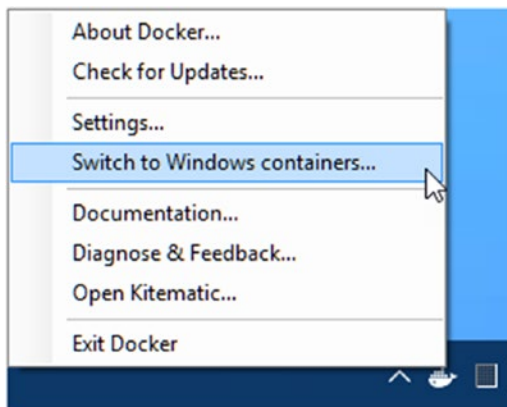 About Docker...
Check for Updates...
Settings...
Switch to Windows containers...
Documentation...
Diagnose & Feedback...
Open Kitematic...
Exit Docker